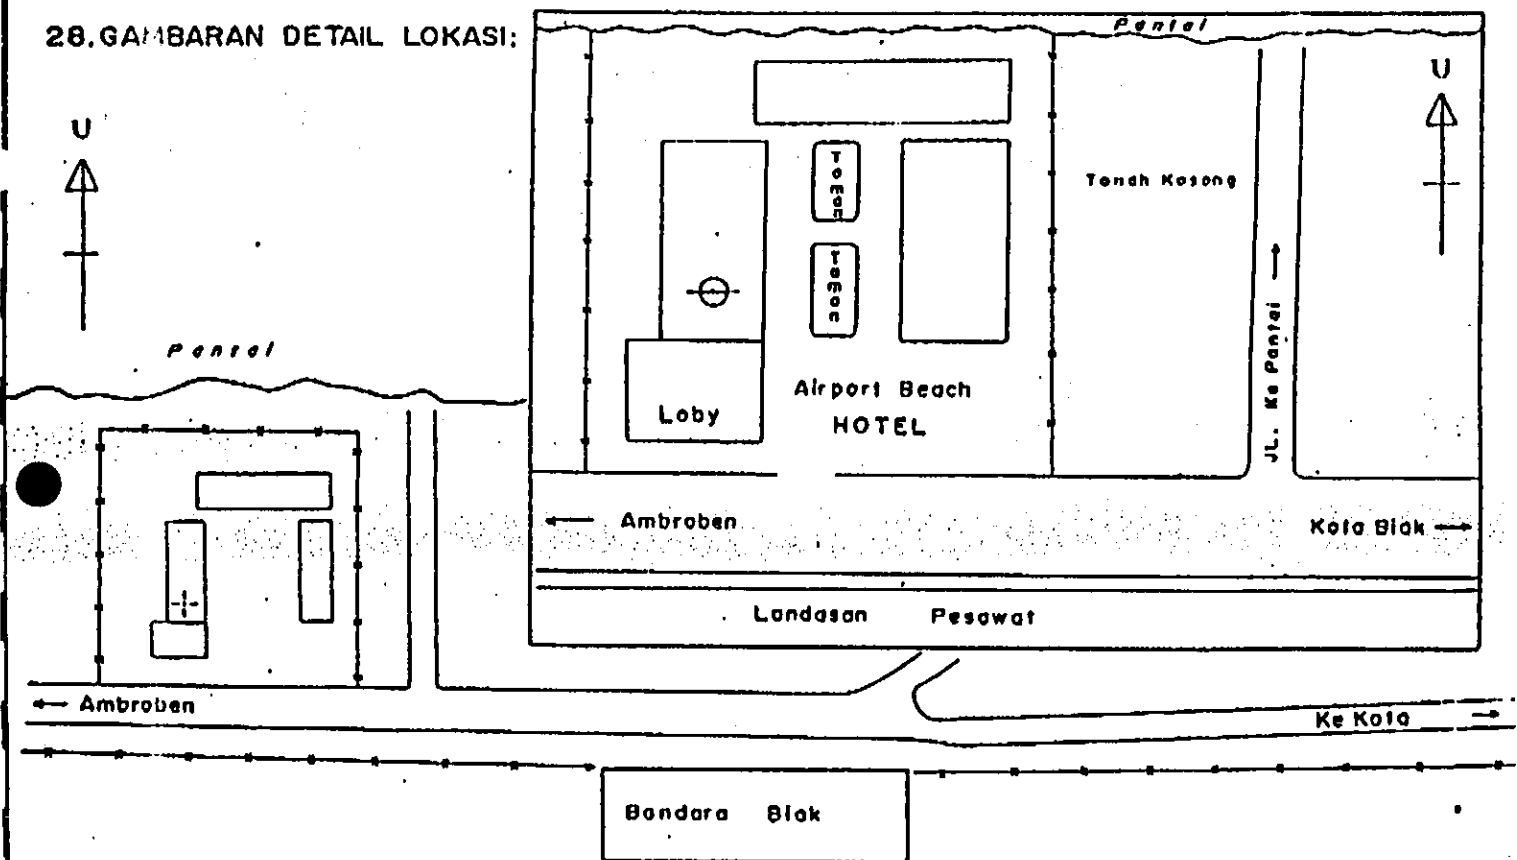 28. GAMBARAN DETAIL LOKASI:
Pantai
U
U
Taman
Taman
Tanah Kosong
JL. Ke Pantai
Pantai
Airport Beach
HOTEL
Loby
Ambroben
Kota Biak
Landasan Pesawat
Ambroben
Ke Kota
Bandara Biak